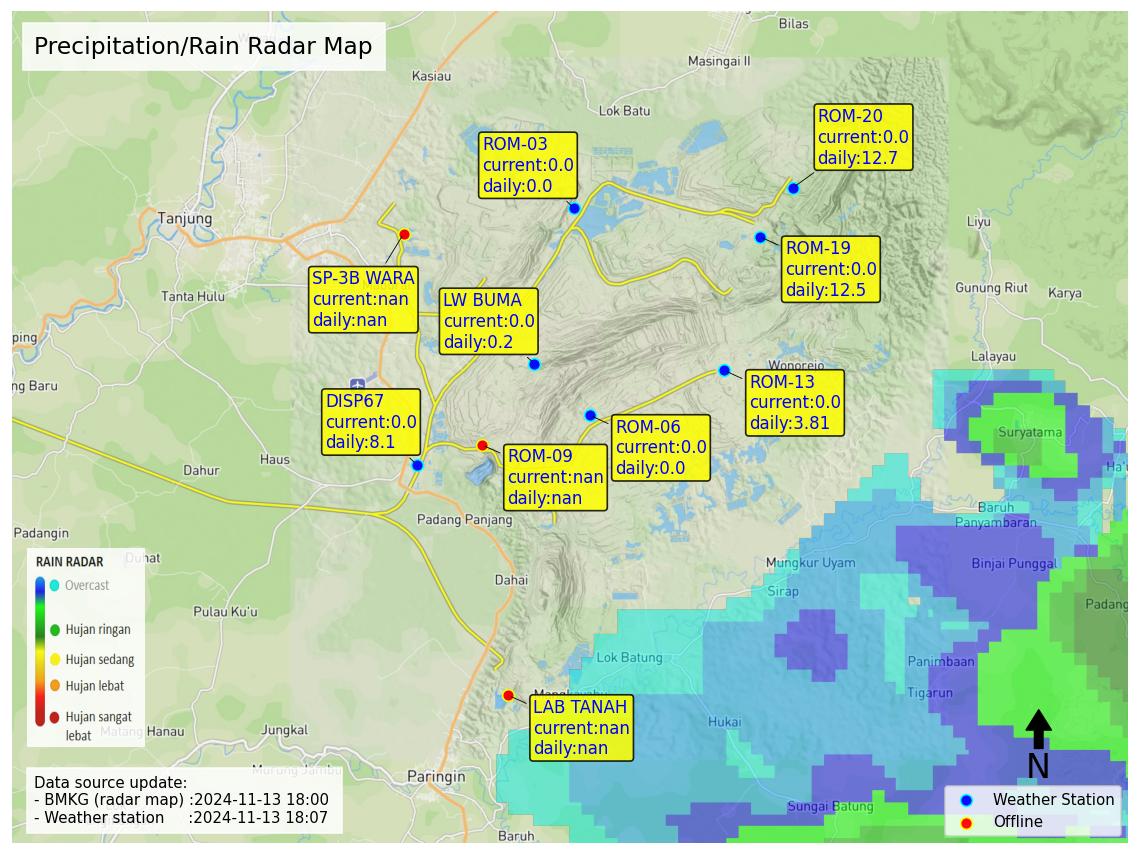 Precipitation/Rain Radar Map
Bilas
Masingai II
Kasiau
Lok Batu
ROM-20
current:0.0
daily:12.7
ROM-03
current:0.0
daily:0.0
Tanjung
Liyu
ROM-19
current:0.0
daily:12.5
SP-3B WARA
current:nan
daily:nan
Tanta Hulu
LW BUMA
current:0.0
daily:0.2
Gunung Riut
Karya
ping
Lalayau
Wonorejo
ng Baru
ROM-13
current:0.0
daily:3.81
DISP67
current:0.0
daily:8.1
ROM-06
current:0.0
daily:0.0
Suryatama
Haus
Dahur
ROM-09
current:nan
daily:nan
Ha'u
Baruh
Panyambaran
Padang Panjang
Padangin
Duhat
Mungkur Uyam
Binjai Punggal
Dahai
Sirap
Padang
Pulau Ku'u
RAIN RADAR
Overcast
Hujan ringan
Hujan sedang
Hujan lebat
Hujan sangat
lebat
Lok Batung
Panimbaan
Tigarun
Mangkayahu
LAB TANAH
current:nan
daily:nan
Hukai
Matang Hanau
Jungkal
Murung Jambu
Paringin
N
Data source update:
- BMKG (radar map) :2024-11-13 18:00
- Weather station :2024-11-13 18:07
Sungai Batung
Baruh
Weather Station
Offline